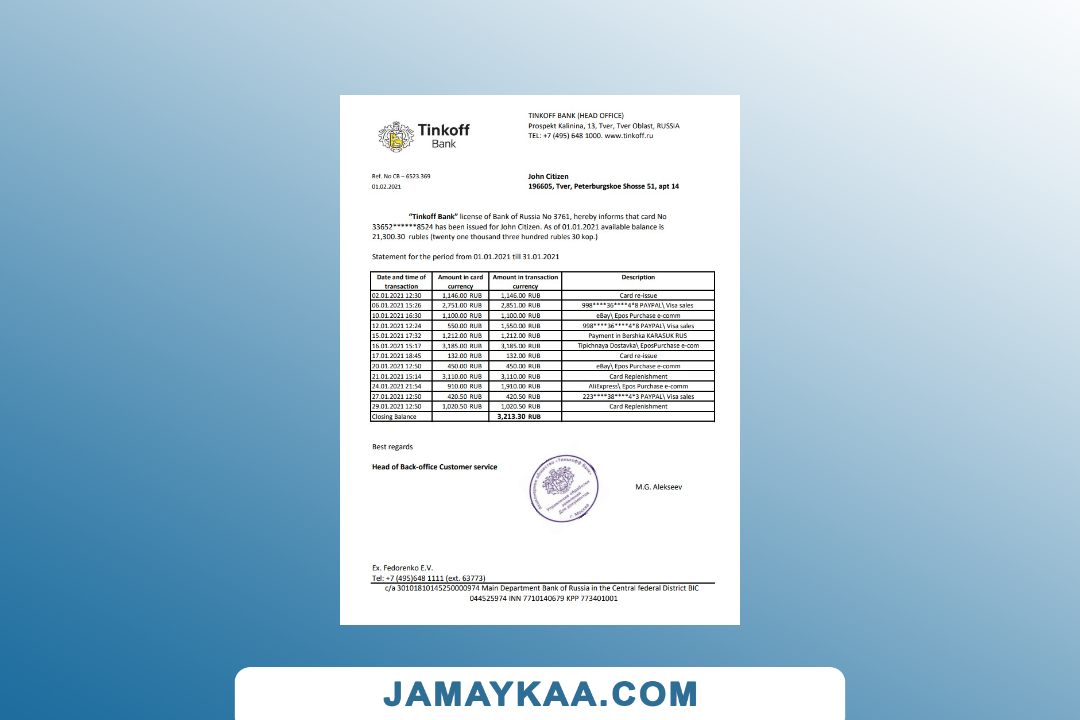 Tinkoff
Bank
TINKOFF BANK (HEAD OFFICE)
Prospekt Kalinina, 13, Tver, Tver Oblast, RUSSIA
TEL: +7 (495) 648 1000. www.tinkoff.ru
Ref. No CB – 6523.369
01.02.2021
John Citizen
196605, Tver, Peterburgskoe Shosse 51, apt 14
"Tinkoff Bank" license of Bank of Russia No 3761, hereby informs that card No
33652******8524 has been issued for John Citizen. As of 01.01.2021 available balance is
21,300.30 rubles (twenty one thousand three hundred rubles 30 kop.)
Statement for the period from 01.01.2021 till 31.01.2021
Date and time of transaction Amount in card currency Amount in transaction currency Description
02.01.2021 12:30 1,146.00 RUB 1,146.00 RUB Card re-issue
06.01.2021 15:26 2,751.00 RUB 2,851.00 RUB 998****36****4*8 PAYPAL\ Visa sales
10.01.2021 16:30 1,100.00 RUB 1,100.00 RUB eBay\ Epos Purchase e-comm
12.01.2021 12:24 550.00 RUB 1,550.00 RUB 998****36****4*8 PAYPAL\ Visa sales
15.01.2021 17:32 1,212.00 RUB 1,212.00 RUB Payment in Bershka KARASUK RUS
16.01.2021 15:17 3,185.00 RUB 3,185.00 RUB Tipichnaya Dostavka\ EposPurchase e-com
17.01.2021 18:45 132.00 RUB 132.00 RUB Card re-issue
20.01.2021 12:50 450.00 RUB 450.00 RUB eBay\ Epos Purchase e-comm
21.01.2021 15:14 3,110.00 RUB 3,110.00 RUB Card Replenishment
24.01.2021 21:54 910.00 RUB 1,910.00 RUB AliExpress\ Epos Purchase e-comm
27.01.2021 12:50 420.50 RUB 420.50 RUB 223****38****4*3 PAYPAL\ Visa sales
29.01.2021 12:50 1,020.50 RUB 1,020.50 RUB Card Replenishment
Closing Balance 3,213.30 RUB
Best regards
Head of Back-office Customer service
M.G. Alekseev
г. Москва
Ex. Fedorenko E.V.
Tel: +7 (495)648 1111 (ext. 63773)
c/a 30101810145250000974 Main Department Bank of Russia in the Central federal District BIC
044525974 INN 7710140679 KPP 773401001
JAMAYKAA.COM